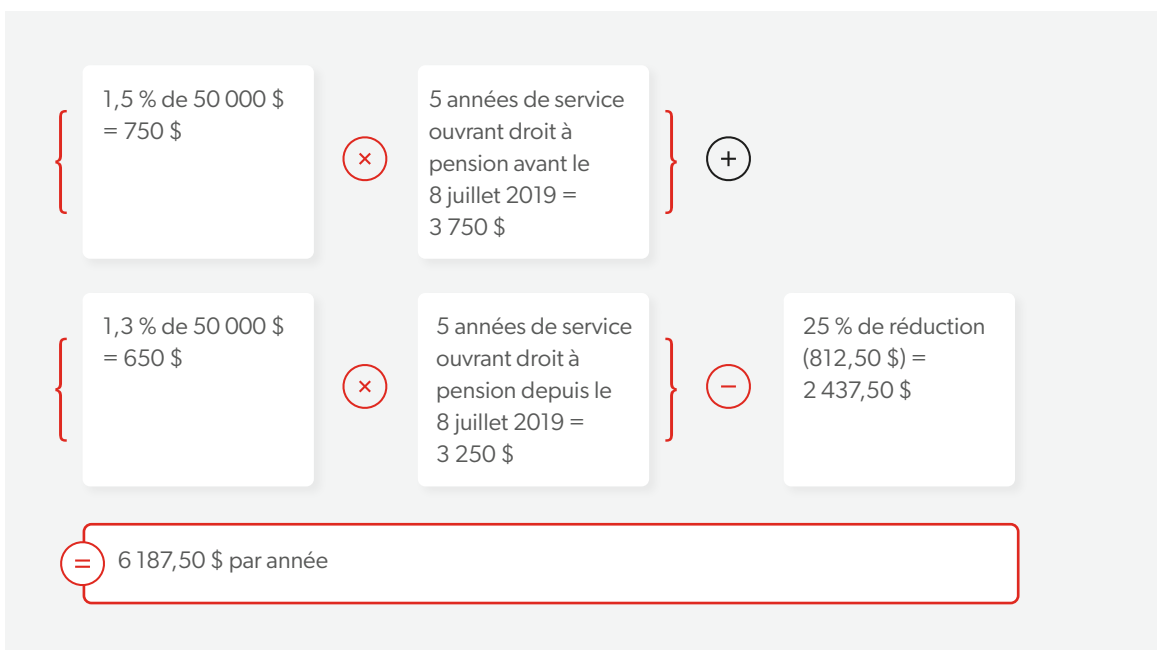 1,5 % de 50 000 $
= 750 $
×
5 années de service
ouvrant droit à
pension avant le
8 juillet 2019 =
3 750 $
+
1,3 % de 50 000 $
= 650 $
×
5 années de service
ouvrant droit à
pension depuis le
8 juillet 2019 =
3 250 $
−
25 % de réduction
(812,50 $) =
2 437,50 $
=
6 187,50 $ par année